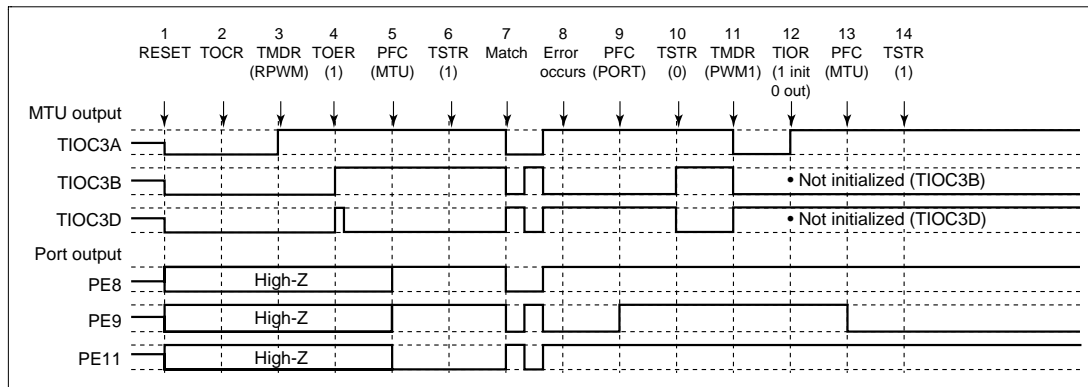 1 2 3 4 5 6 7 8 9 10 11 12 13 14
RESET TOCR TMDR TOER PFC TSTR Match Error PFC TSTR TMDR TIOR PFC TSTR
(RPWM) (1) (MTU) (1) occurs (PORT) (0) (PWM1) (1 init (MTU) (1)
0 out)
MTU output
TIOC3A
TIOC3B • Not initialized (TIOC3B)
TIOC3D • Not initialized (TIOC3D)
Port output
PE8 High-Z
PE9 High-Z
PE11 High-Z